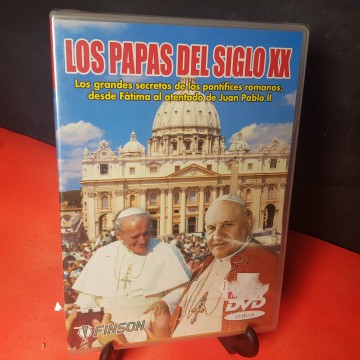 LOS PAPAS DEL SIGLO XX
Los grandes secretos de los pontífices romanos,
desde Fátima al atentado de Juan Pablo II
FINSON
DVD
VIDEO